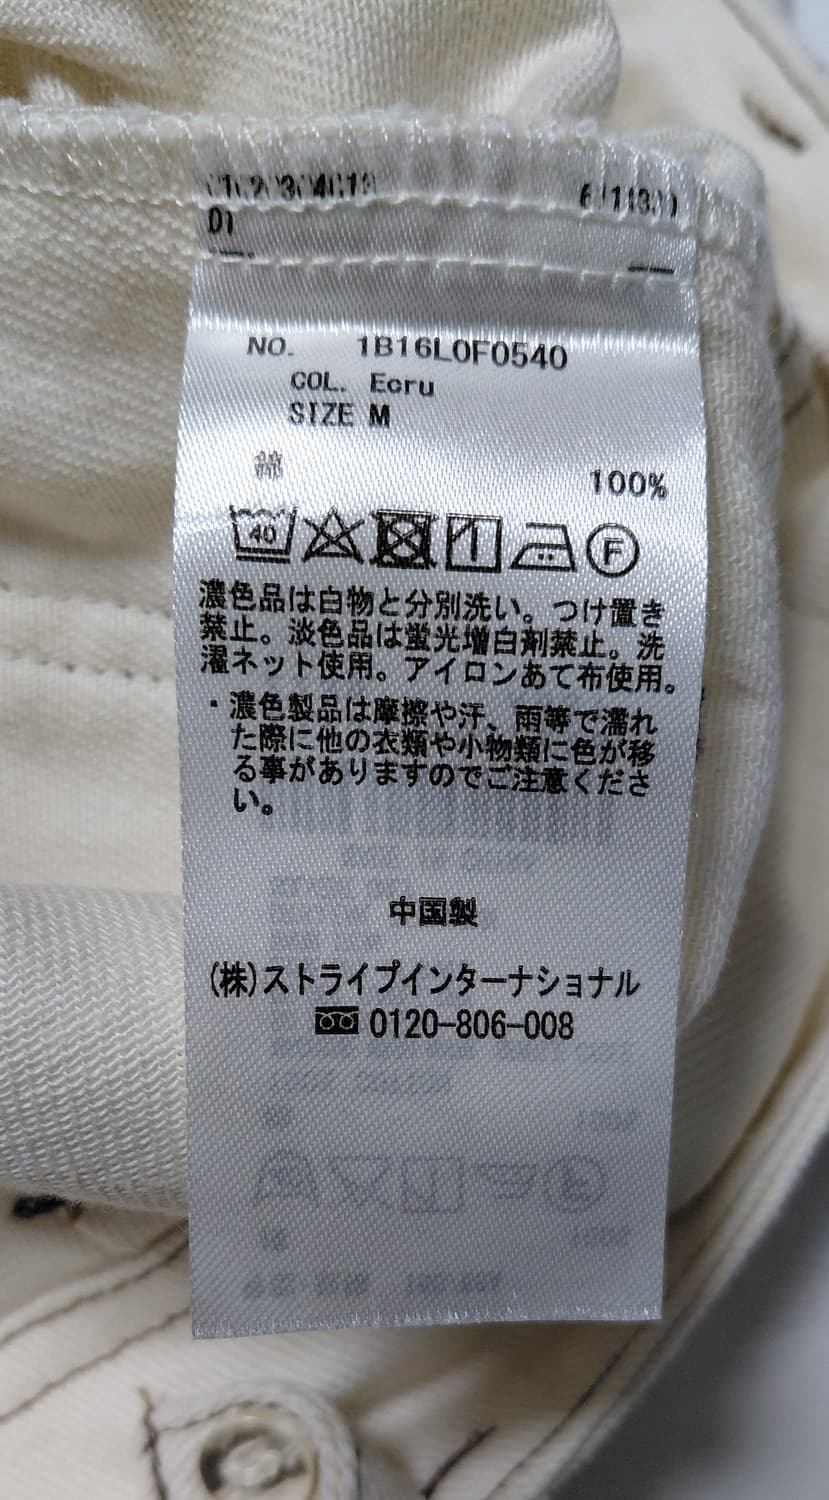 NO. 1B16L0F0540
COL. Ecru
SIZE M
綿 100%
40
F
濃色品は白物と分別洗い。つけ置き
禁止。淡色品は蛍光増白剤禁止。洗
濯ネット使用。アイロンあて布使用。
・濃色製品は摩擦や汗、雨等で濡れ
た際に他の衣類や小物類に色が移
る事がありますのでご注意くださ
い。
中国製
(株)ストライプインターナショナル
0120-806-008